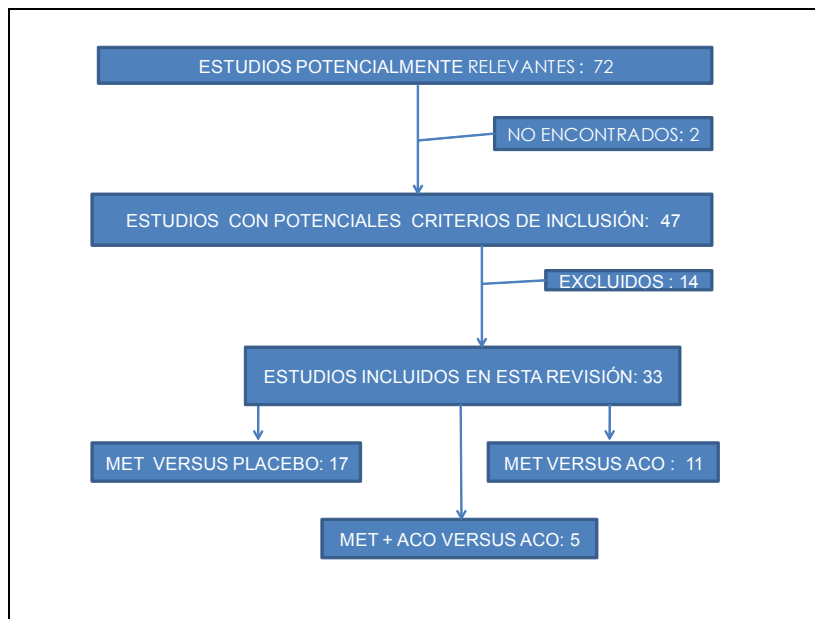 ESTUDIOS POTENCIALMENTE RELEVANTES : 72
NO ENCONTRADOS: 2
ESTUDIOS CON POTENCIALES CRITERIOS DE INCLUSIÓN: 47
EXCLUIDOS : 14
ESTUDIOS INCLUIDOS EN ESTA REVISIÓN: 33
MET VERSUS PLACEBO: 17
MET VERSUS ACO : 11
MET + ACO VERSUS ACO: 5